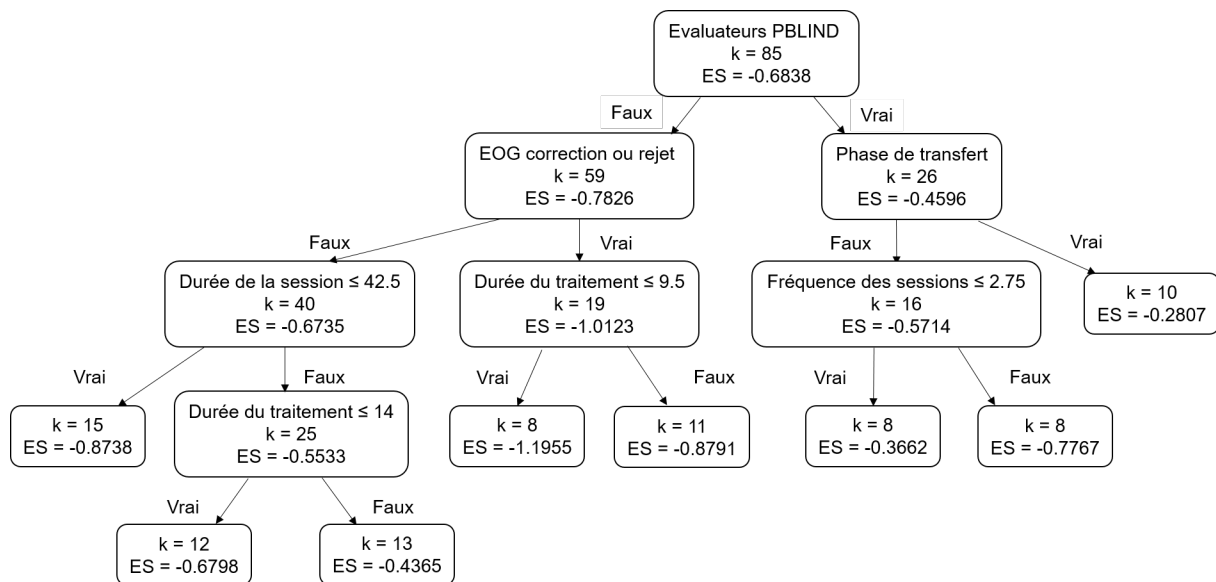 Evaluateurs PBLIND
k = 85
ES = -0.6838
Faux
Vrai
EOG correction ou rejet
k = 59
ES = -0.7826
Phase de transfert
k = 26
ES = -0.4596
Faux
Vrai
Faux
Vrai
Durée de la session ≤ 42.5
k = 40
ES = -0.6735
Durée du traitement ≤ 9.5
k = 19
ES = -1.0123
Fréquence des sessions ≤ 2.75
k = 16
ES = -0.5714
k = 10
ES = -0.2807
Vrai
Faux
Vrai
Faux
Vrai
Faux
k = 15
ES = -0.8738
Durée du traitement ≤ 14
k = 25
ES = -0.5533
k = 8
ES = -1.1955
k = 11
ES = -0.8791
k = 8
ES = -0.3662
k = 8
ES = -0.7767
Vrai
Faux
k = 12
ES = -0.6798
k = 13
ES = -0.4365